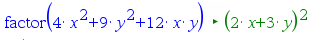 factor(4· x²+9· y²+12· x· y) ▸ (2· x+3· y)²